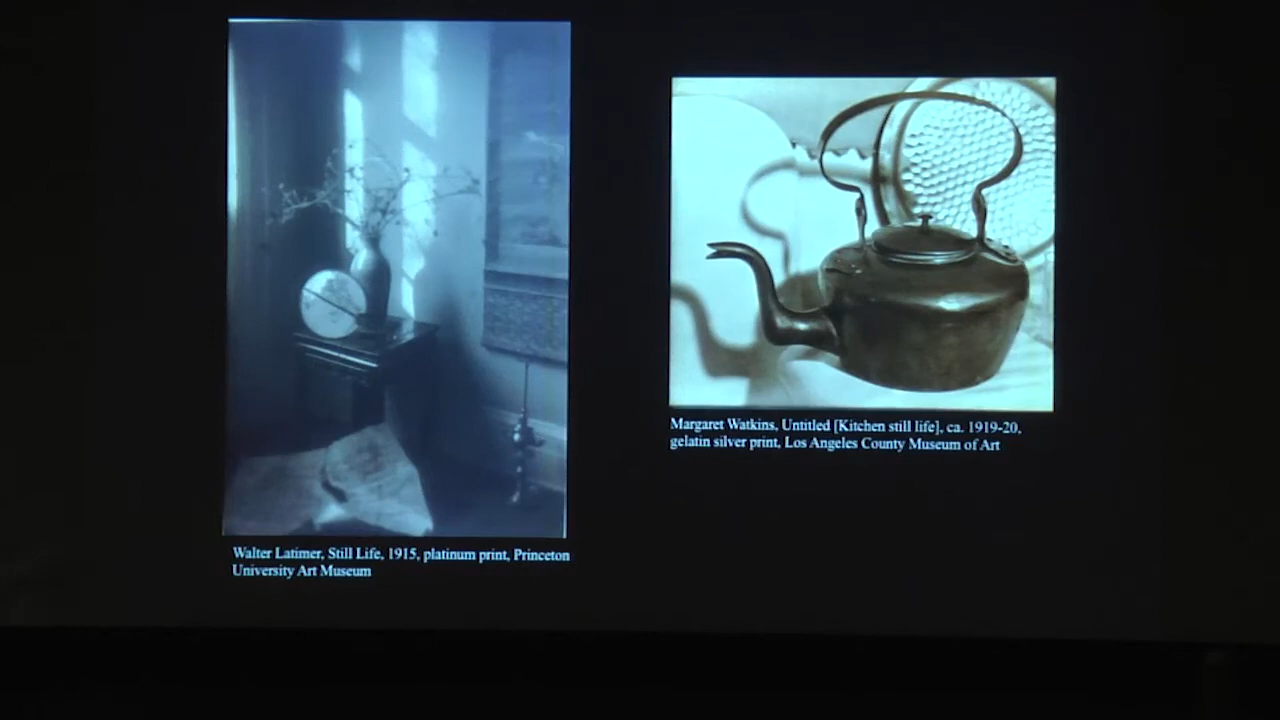 Walter Latimer, Still Life, 1915, platinum print, Princeton
University Art Museum
Margaret Watkins, Untitled [Kitchen still life], ca. 1919-20,
gelatin silver print, Los Angeles County Museum of Art